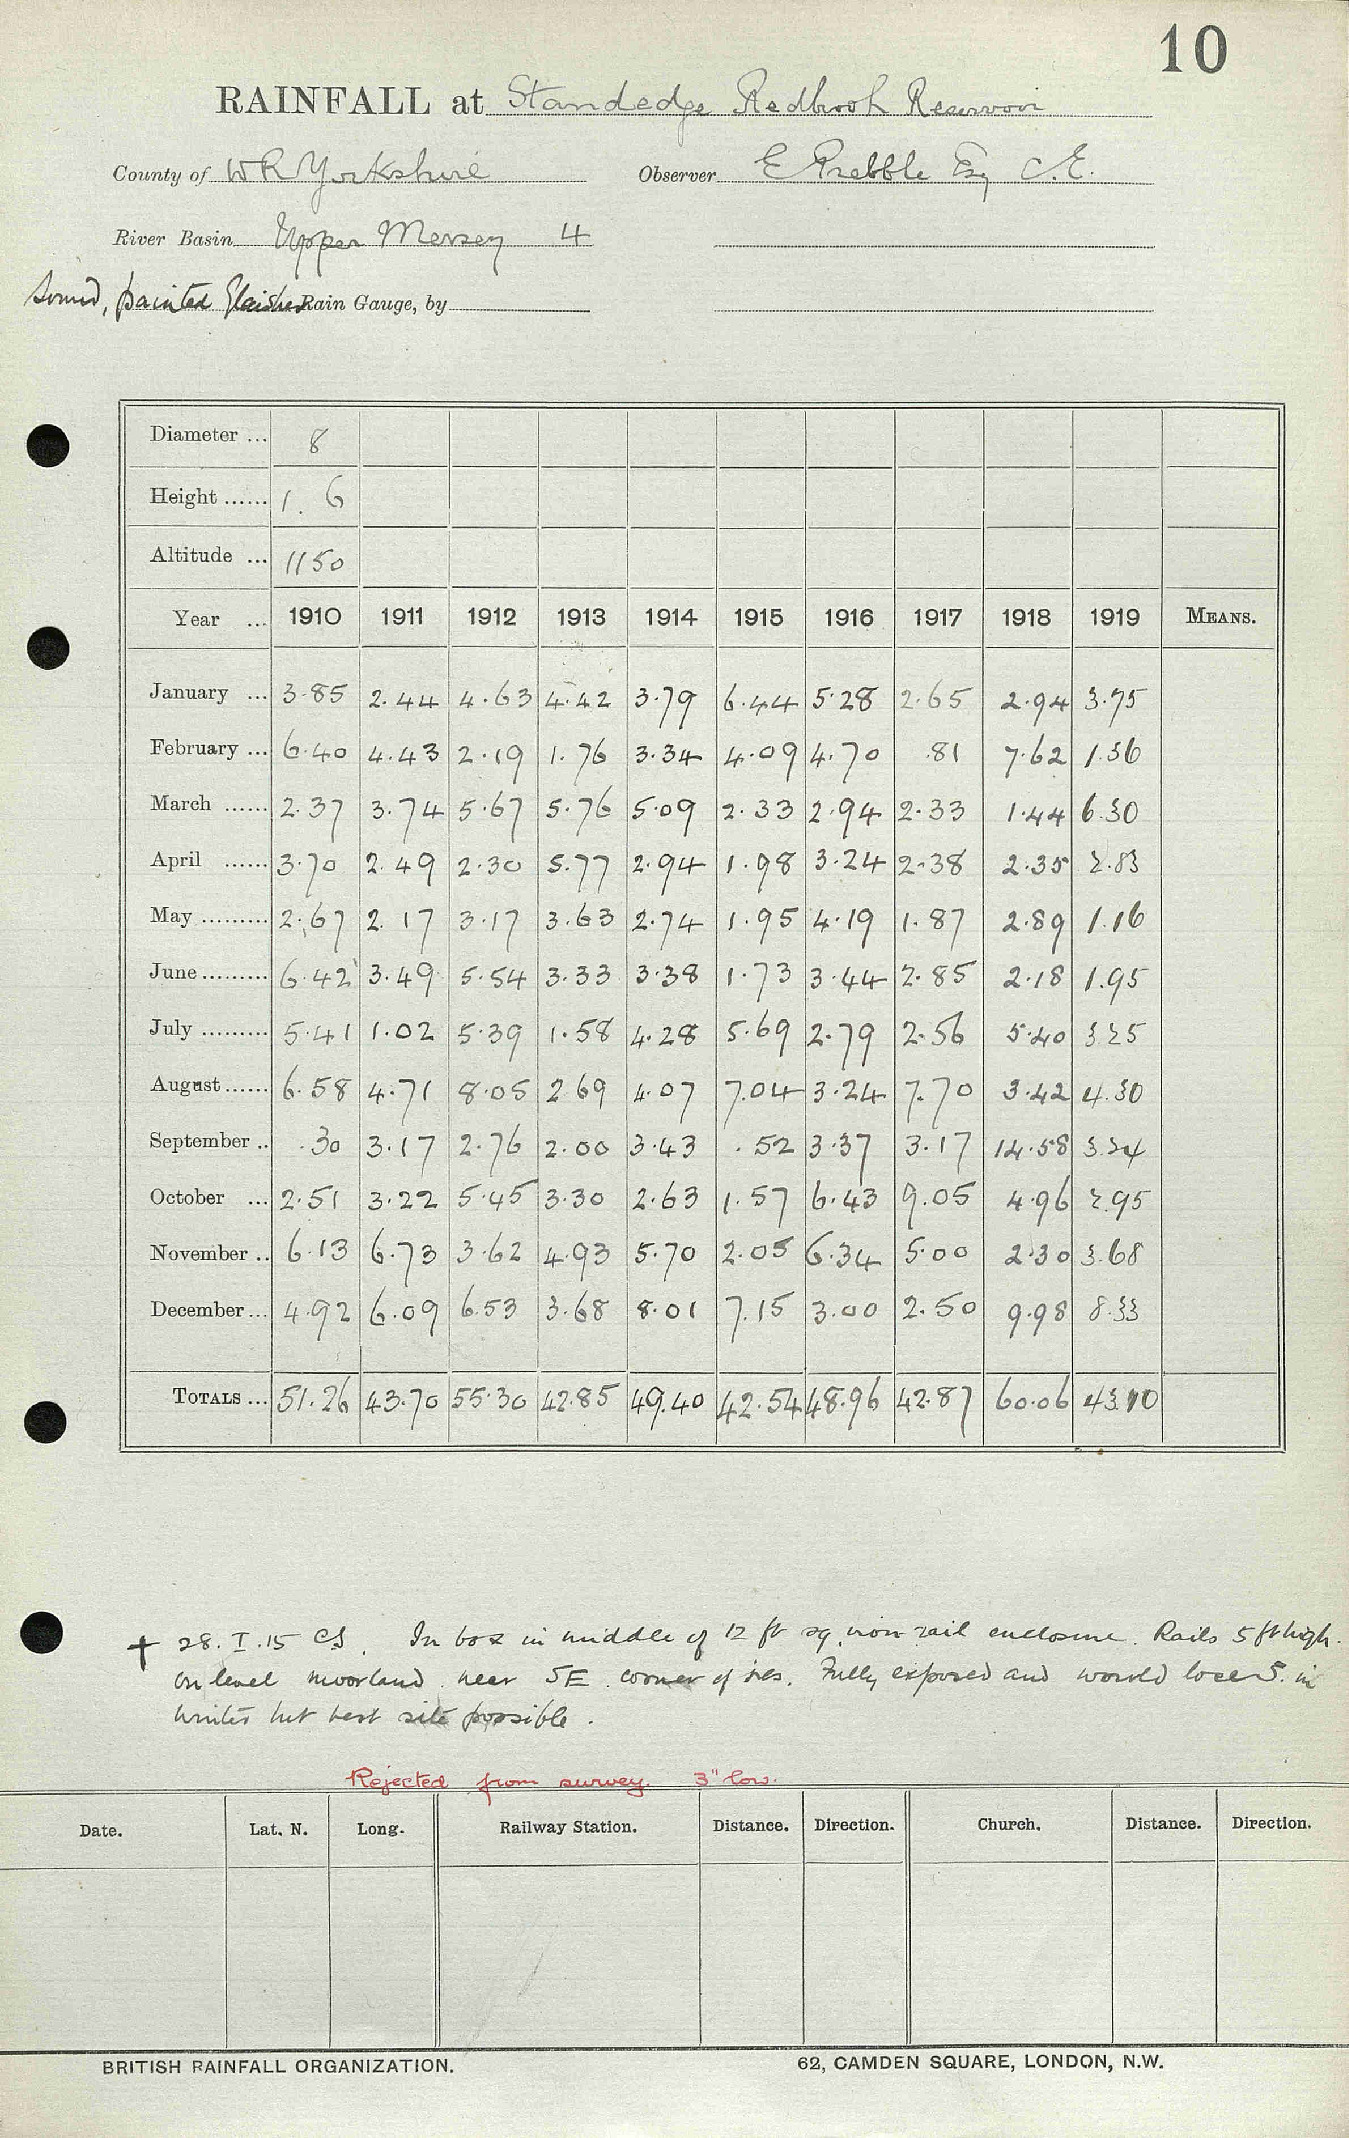 10
RAINFALL at Standedge Redbrook Reservoir
County of W R Yorkshire Observer E Prebble Esq C.E.
River Basin Upper Mersey 4
Sound, painted Glaisher Rain Gauge, by
Diameter ... 8
Height ...... 1. 6
Altitude ... 1150
Year ... 1910 1911 1912 1913 1914 1915 1916 1917 1918 1919 MEANS.
January ... 3.85 2.44 4.63 4.42 3.79 6.44 5.28 2.65 2.94 3.75
February ... 6.40 4.43 2.19 1.76 3.34 4.09 4.70 .81 7.62 1.36
March ...... 2.37 3.74 5.67 5.76 5.09 2.33 2.94 2.33 1.44 6.30
April ...... 3.70 2.49 2.30 5.77 2.94 1.98 3.24 2.38 2.35 2.83
May ......... 2.67 2.17 3.17 3.63 2.74 1.95 4.19 1.87 2.89 1.16
June ......... 6.42 3.49 5.54 3.33 3.38 1.73 3.44 2.85 2.18 1.95
July ......... 5.41 1.02 5.39 1.58 4.28 5.69 2.79 2.56 5.40 3.25
August ...... 6.58 4.71 8.05 2.69 4.07 7.04 3.24 7.70 3.42 4.30
September .. .30 3.17 2.76 2.00 3.43 .52 3.37 3.17 14.58 3.24
October ... 2.51 3.22 5.45 3.30 2.63 1.57 6.43 9.05 4.96 2.95
November .. 6.13 6.73 3.62 4.93 5.70 2.05 6.34 5.00 2.30 3.68
December ... 4.92 6.09 6.53 3.68 8.01 7.15 3.00 2.50 9.98 8.33
TOTALS ... 51.26 43.70 55.30 42.85 49.40 42.54 48.96 42.87 60.06 43.10
+ 28.I.15 CS. In box in middle of 12 ft sq iron rail enclosure. Rails 5 ft high.
On level moorland near SE corner of res. Fully exposed and would lose S. in
winter but best site possible.
Rejected from survey. 3" low.
Date. Lat. N. Long. Railway Station. Distance. Direction. Church. Distance. Direction.
BRITISH RAINFALL ORGANIZATION. 62, CAMDEN SQUARE, LONDON, N.W.